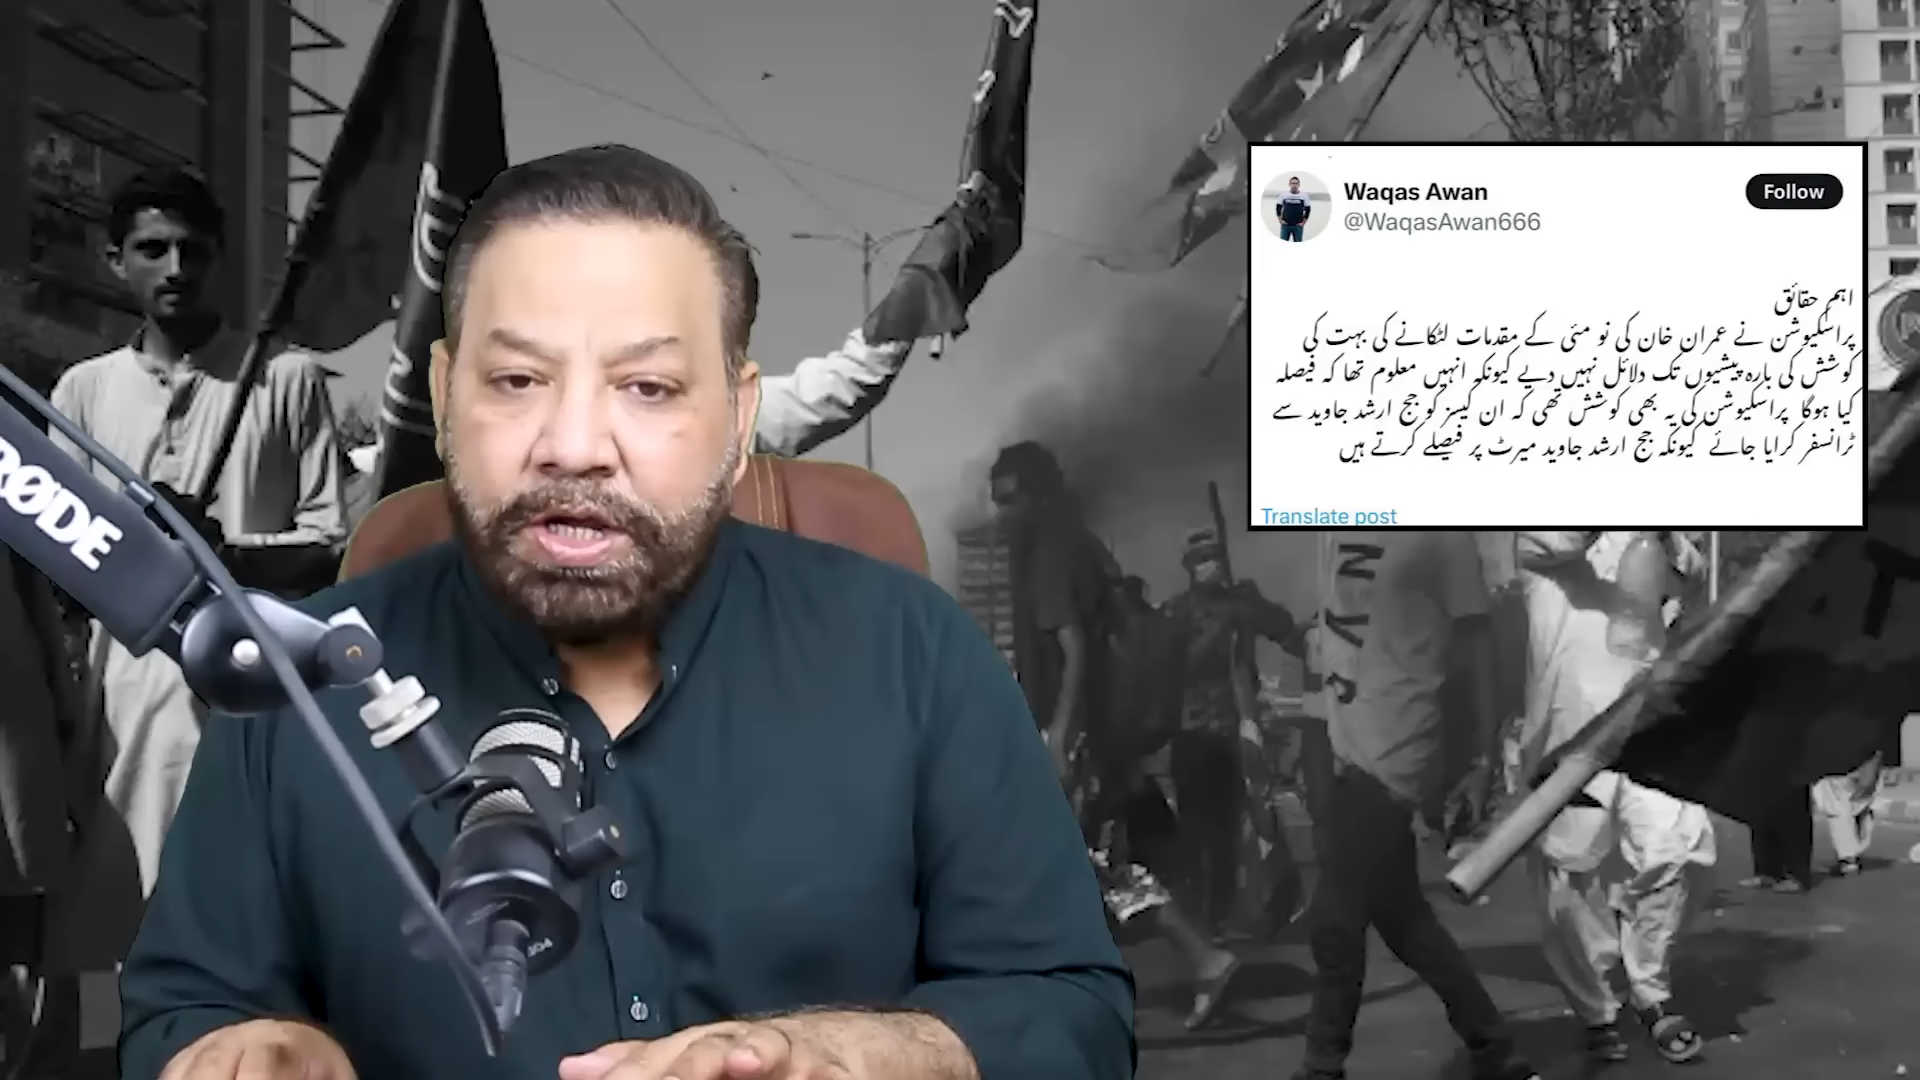 RØDE
Waqas Awan
@WaqasAwan666
Follow
اہم حقائق
پراسکیوشن نے عمران خان کی نو مئی کے مقدمات لٹکانے کی بہت کی
کوشش کی بارہ پیشیوں تک دلائل نہیں دیے کیونکہ انہیں معلوم تھا کہ فیصلہ
کیا ہوگا پراسکیوشن کی یہ بھی کوشش تھی کہ ان کیسز کو جج ارشد جاوید سے
ٹرانسفر کرایا جائے کیونکہ جج ارشد جاوید میرٹ پر فیصلے کرتے ہیں
Translate post